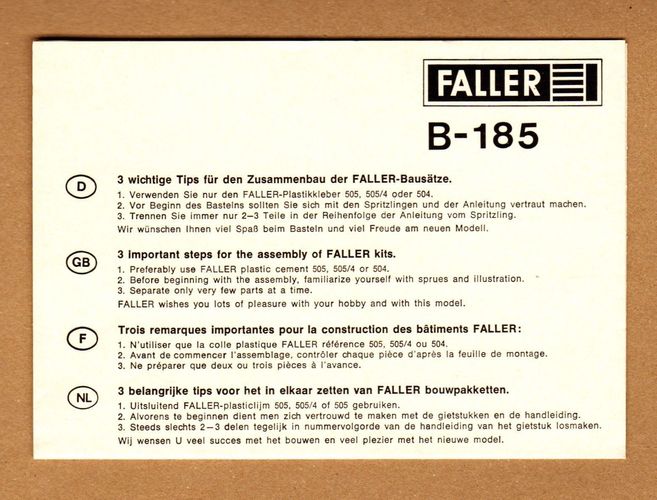 FALLER
B-185
D
3 wichtige Tips für den Zusammenbau der FALLER-Bausätze.
1. Verwenden Sie nur den FALLER-Plastikkleber 505, 505/4 oder 504.
2. Vor Beginn des Bastelns sollten Sie sich mit den Spritzlingen und der Anleitung vertraut machen.
3. Trennen Sie immer nur 2–3 Teile in der Reihenfolge der Anleitung vom Spritzling.
Wir wünschen Ihnen viel Spaß beim Basteln und viel Freude am neuen Modell.
GB
3 important steps for the assembly of FALLER kits.
1. Preferably use FALLER plastic cement 505, 505/4 or 504.
2. Before beginning with the assembly, familiarize yourself with sprues and illustration.
3. Separate only very few parts at a time.
FALLER wishes you lots of pleasure with your hobby and with this model.
F
Trois remarques importantes pour la construction des bâtiments FALLER:
1. N'utiliser que la colle plastique FALLER référence 505, 505/4 ou 504.
2. Avant de commencer l'assemblage, contrôler chaque pièce d'après la feuille de montage.
3. Ne préparer que deux ou trois pièces à l'avance.
NL
3 belangrijke tips voor het in elkaar zetten van FALLER bouwpakketten.
1. Uitsluitend FALLER-plasticlijm 505, 505/4 of 505 gebruiken.
2. Alvorens te beginnen dient men zich vertrouwd te maken met de gietstukken en de handleiding.
3. Steeds slechts 2–3 delen tegelijk in nummervolgorde van de handleiding van het gietstuk losmaken.
Wij wensen U veel succes met het bouwen en veel plezier met het nieuwe model.